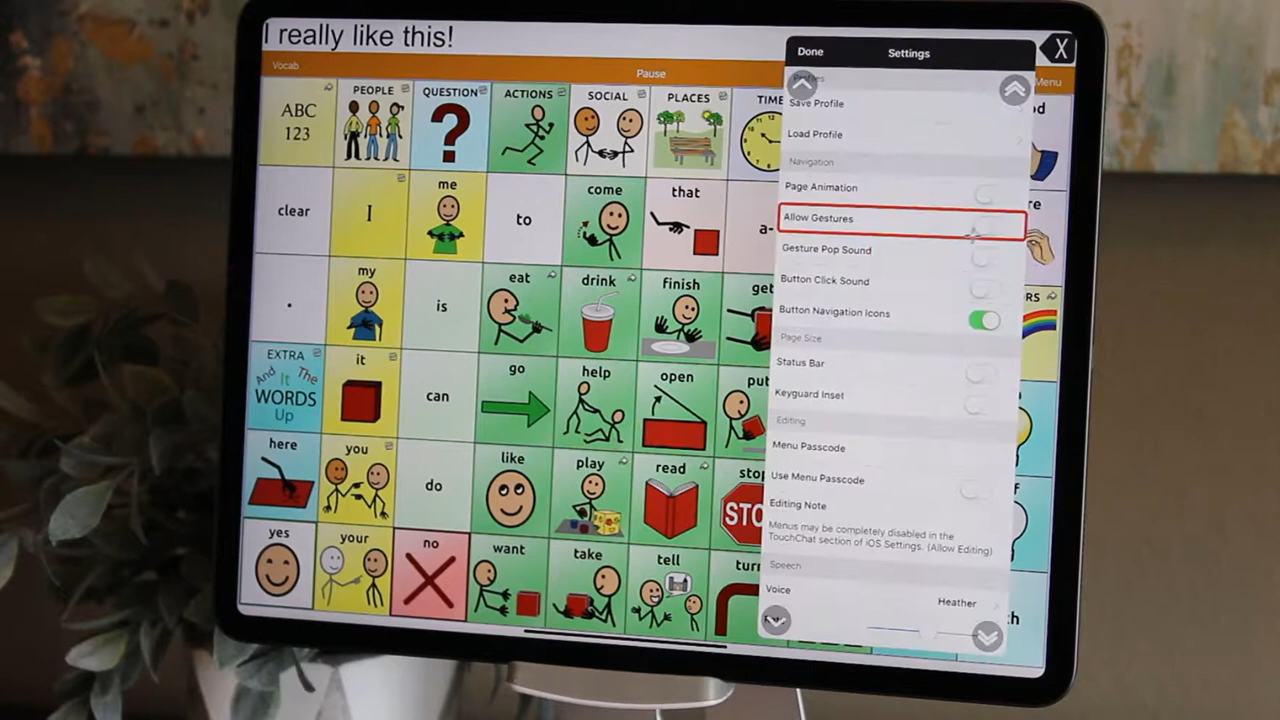 I really like this!
X
Vocab
Pause
Menu
Done
Settings
ABC
123
PEOPLE
QUESTION
ACTIONS
SOCIAL
PLACES
TIME
clear
I
me
to
come
that
a-
.
my
is
eat
drink
finish
get
EXTRA
And It The
WORDS
Up
it
can
go
help
open
put
here
you
do
like
play
read
stop
STO
yes
your
no
want
take
tell
turn
Profiles
Save Profile
Load Profile
Navigation
Page Animation
Allow Gestures
Gesture Pop Sound
Button Click Sound
Button Navigation Icons
Page Size
Status Bar
Keyguard Inset
Editing
Menu Passcode
Use Menu Passcode
Editing Note
Menus may be completely disabled in the
TouchChat section of iOS Settings. (Allow Editing)
Speech
Voice
Heather